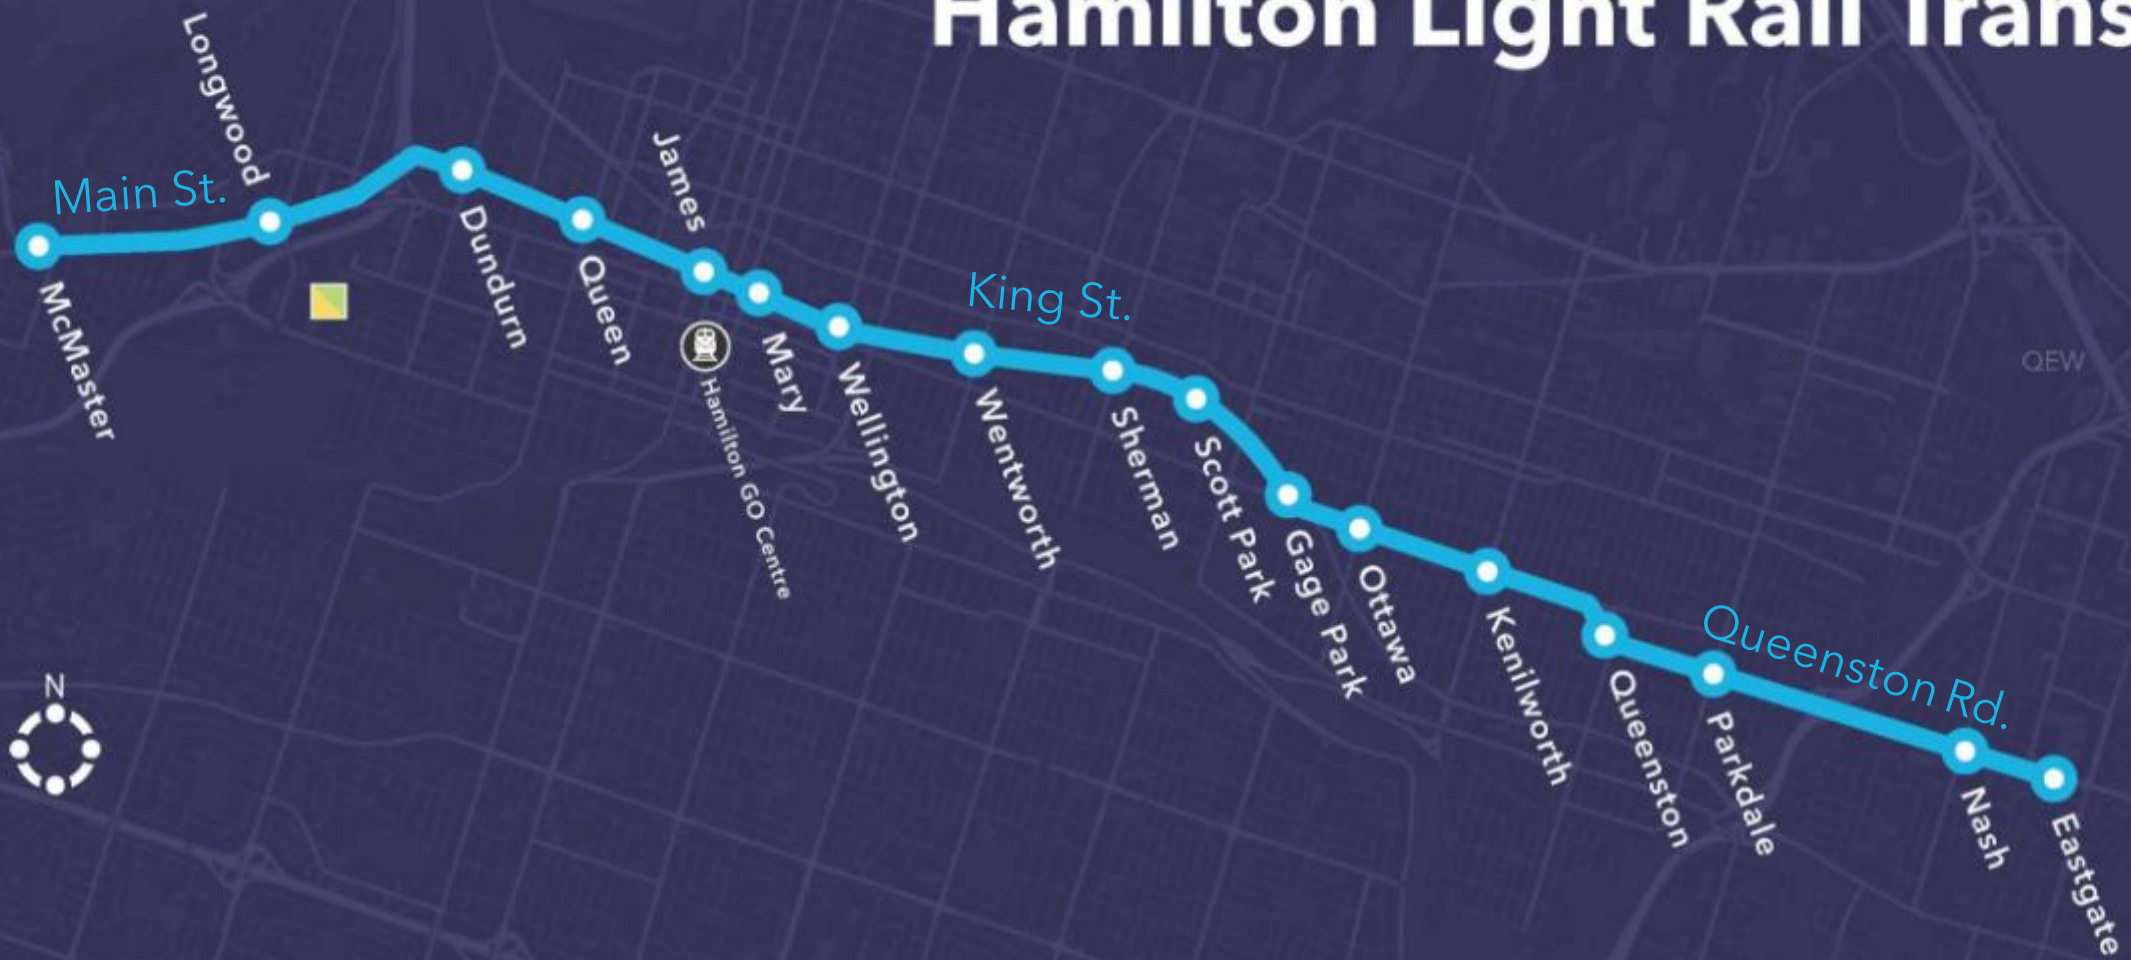 Hamilton Light Rail Trans
Longwood
Main St.
James
McMaster
Dundurn
Queen
King St.
Mary
Hamilton GO Centre
Wellington
Wentworth
Sherman
Scott Park
QEW
Gage Park
Ottawa
Kenilworth
Queenston
Queenston Rd.
Parkdale
Nash
Eastgate
N